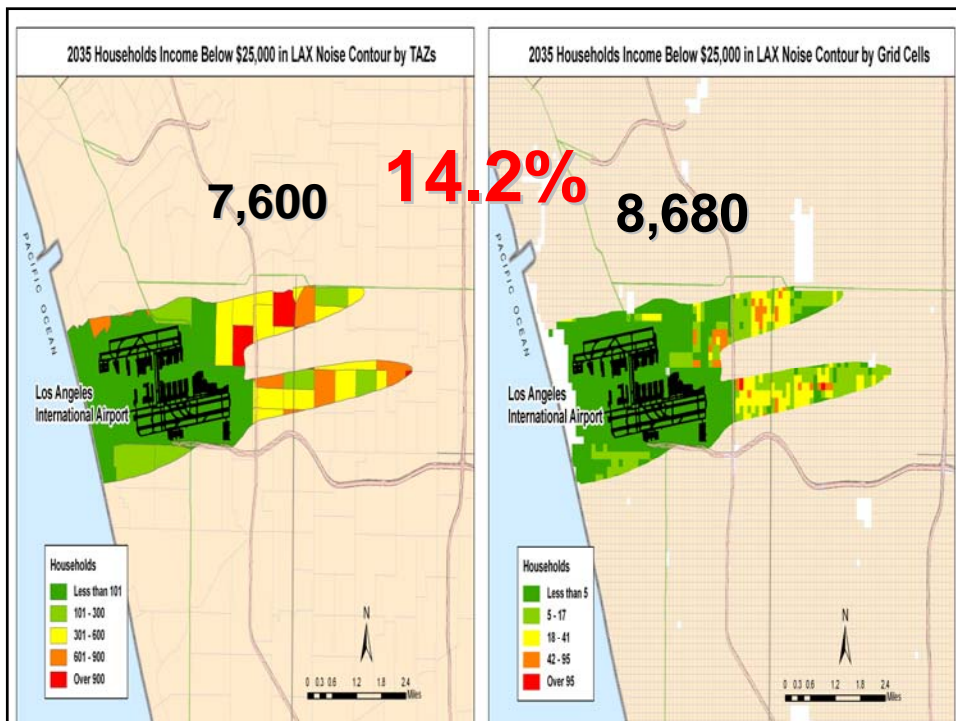 2035 Households Income Below $25,000 in LAX Noise Contour by TAZs
2035 Households Income Below $25,000 in LAX Noise Contour by Grid Cells
14.2%
7,600
8,680
PACIFIC OCEAN
Los Angeles
International Airport
Households
Less than 101
101 - 300
301 - 600
601 - 900
Over 900
N
0 0.3 0.6 1.2 1.8 2.4
Miles
PACIFIC OCEAN
Los Angeles
International Airport
Households
Less than 5
5 - 17
18 - 41
42 - 95
Over 95
N
0 0.3 0.6 1.2 1.8 2.4
Miles